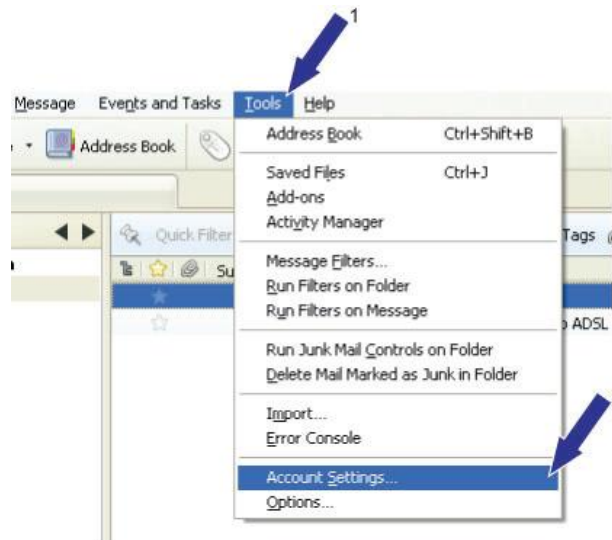 1
Message Events and Tasks Tools Help
Address Book
Address Book Ctrl+Shift+B
Saved Files Ctrl+J
Add-ons
Activity Manager
Quick Filter
Tags
Su
Message Filters...
Run Filters on Folder
Run Filters on Message
ADSL
Run Junk Mail Controls on Folder
Delete Mail Marked as Junk in Folder
Import...
Error Console
Account Settings...
Options...